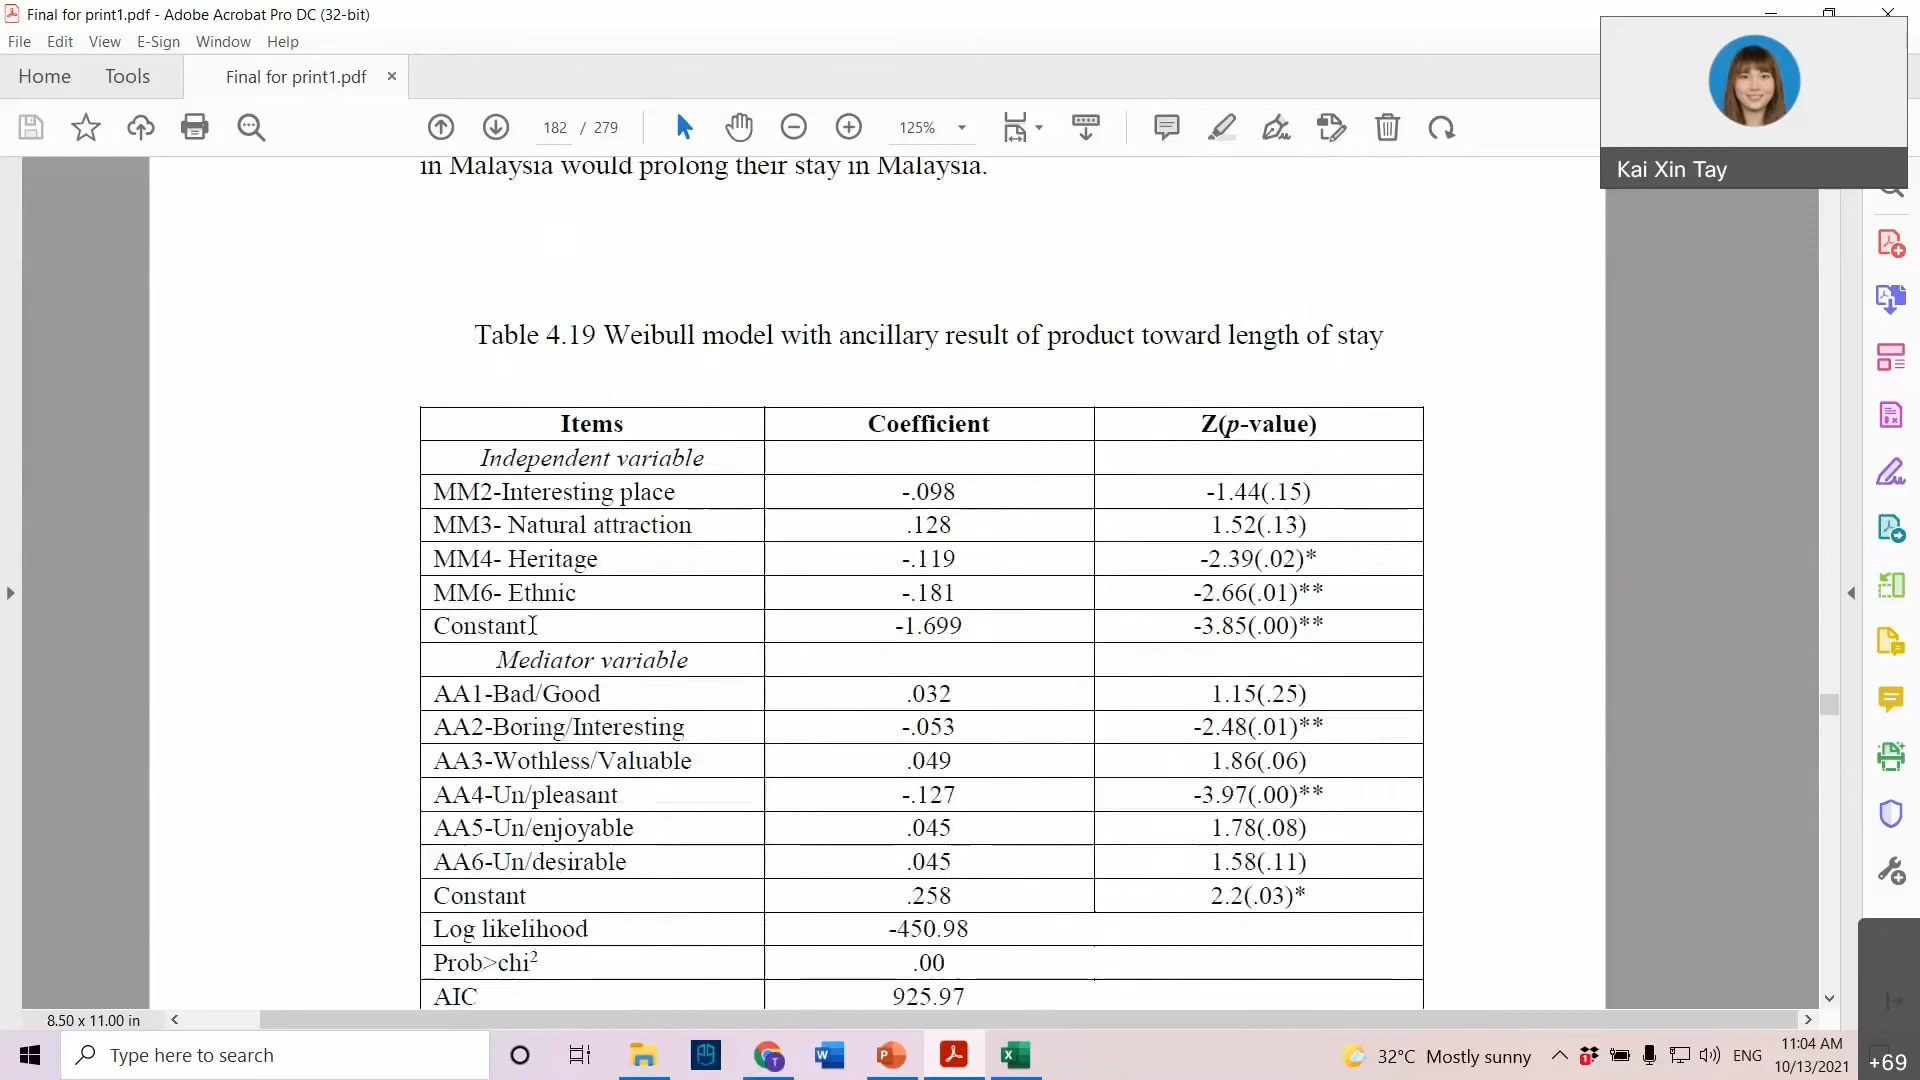 Final for print1.pdf - Adobe Acrobat Pro DC (32-bit)
File Edit View E-Sign Window Help
Home Tools Final for print1.pdf ×
182 / 279 125%
Kai Xin Tay
in Malaysia would prolong their stay in Malaysia.
Table 4.19 Weibull model with ancillary result of product toward length of stay
Items Coefficient Z(p-value)
Independent variable
MM2-Interesting place -.098 -1.44(.15)
MM3- Natural attraction .128 1.52(.13)
MM4- Heritage -.119 -2.39(.02)*
MM6- Ethnic -.181 -2.66(.01)**
Constant -1.699 -3.85(.00)**
Mediator variable
AA1-Bad/Good .032 1.15(.25)
AA2-Boring/Interesting -.053 -2.48(.01)**
AA3-Wothless/Valuable .049 1.86(.06)
AA4-Un/pleasant -.127 -3.97(.00)**
AA5-Un/enjoyable .045 1.78(.08)
AA6-Un/desirable .045 1.58(.11)
Constant .258 2.2(.03)*
Log likelihood -450.98
Prob>chi² .00
AIC 925.97
8.50 x 11.00 in
Type here to search
32°C Mostly sunny ENG 11:04 AM
10/13/2021
+69